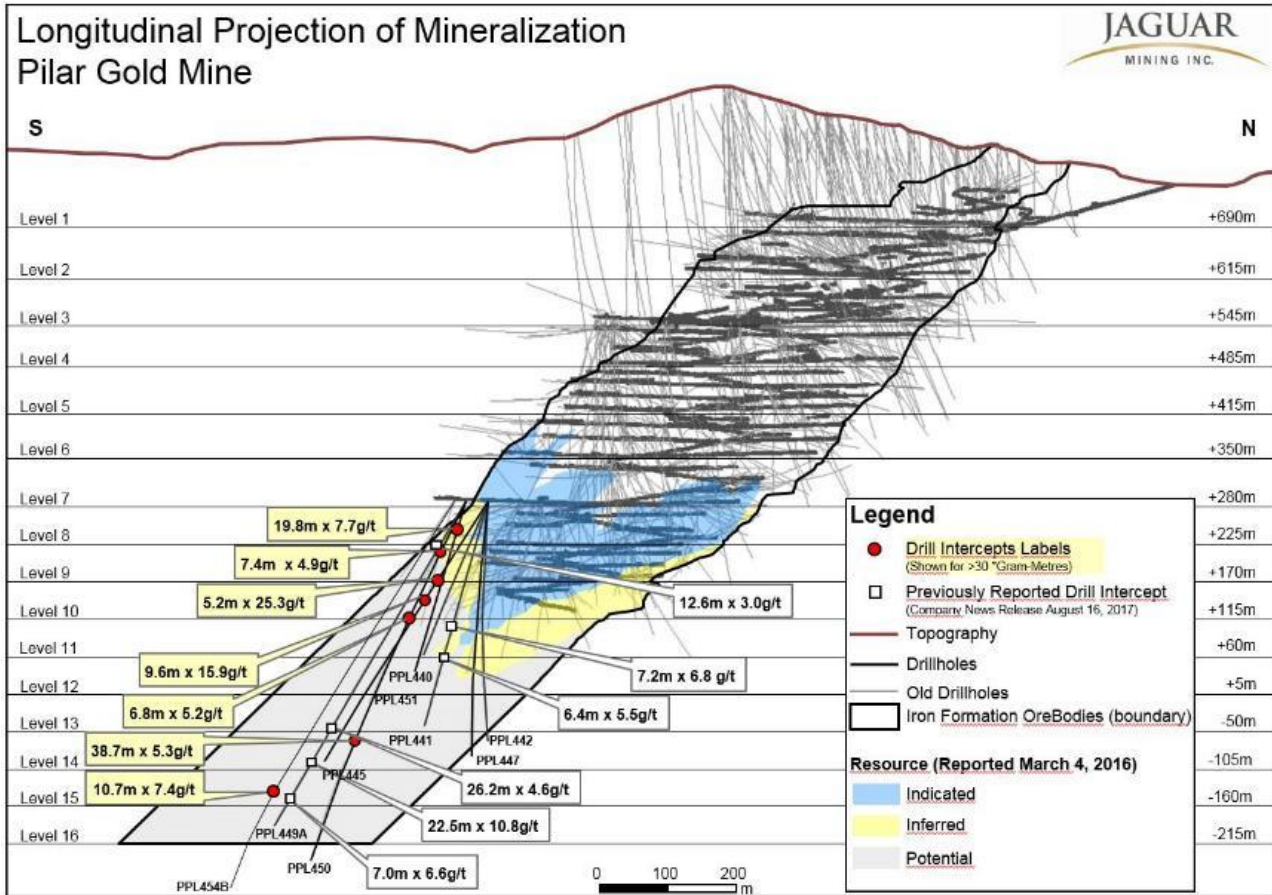 Longitudinal Projection of Mineralization
Pilar Gold Mine
JAGUAR
MINING INC.
S
N
Level 1
+690m
Level 2
+615m
Level 3
+545m
Level 4
+485m
Level 5
+415m
Level 6
+350m
Level 7
+280m
Level 8
+225m
Level 9
+170m
Level 10
+115m
Level 11
+60m
Level 12
+5m
Level 13
-50m
Level 14
-105m
Level 15
-160m
Level 16
-215m
19.8m x 7.7g/t
7.4m x 4.9g/t
5.2m x 25.3g/t
12.6m x 3.0g/t
9.6m x 15.9g/t
7.2m x 6.8 g/t
6.8m x 5.2g/t
6.4m x 5.5g/t
38.7m x 5.3g/t
26.2m x 4.6g/t
10.7m x 7.4g/t
22.5m x 10.8g/t
7.0m x 6.6g/t
PPL440
PPL451
PPL441
PPL442
PPL447
PPL445
PPL449A
PPL450
PPL454B
Legend
Drill Intercepts Labels
(Shown for >30 "Gram-Metres)
Previously Reported Drill Intercept
(Company News Release August 16, 2017)
Topography
Drillholes
Old Drillholes
Iron Formation OreBodies (boundary)
Resource (Reported March 4, 2016)
Indicated
Inferred
Potential
0 100 200
m